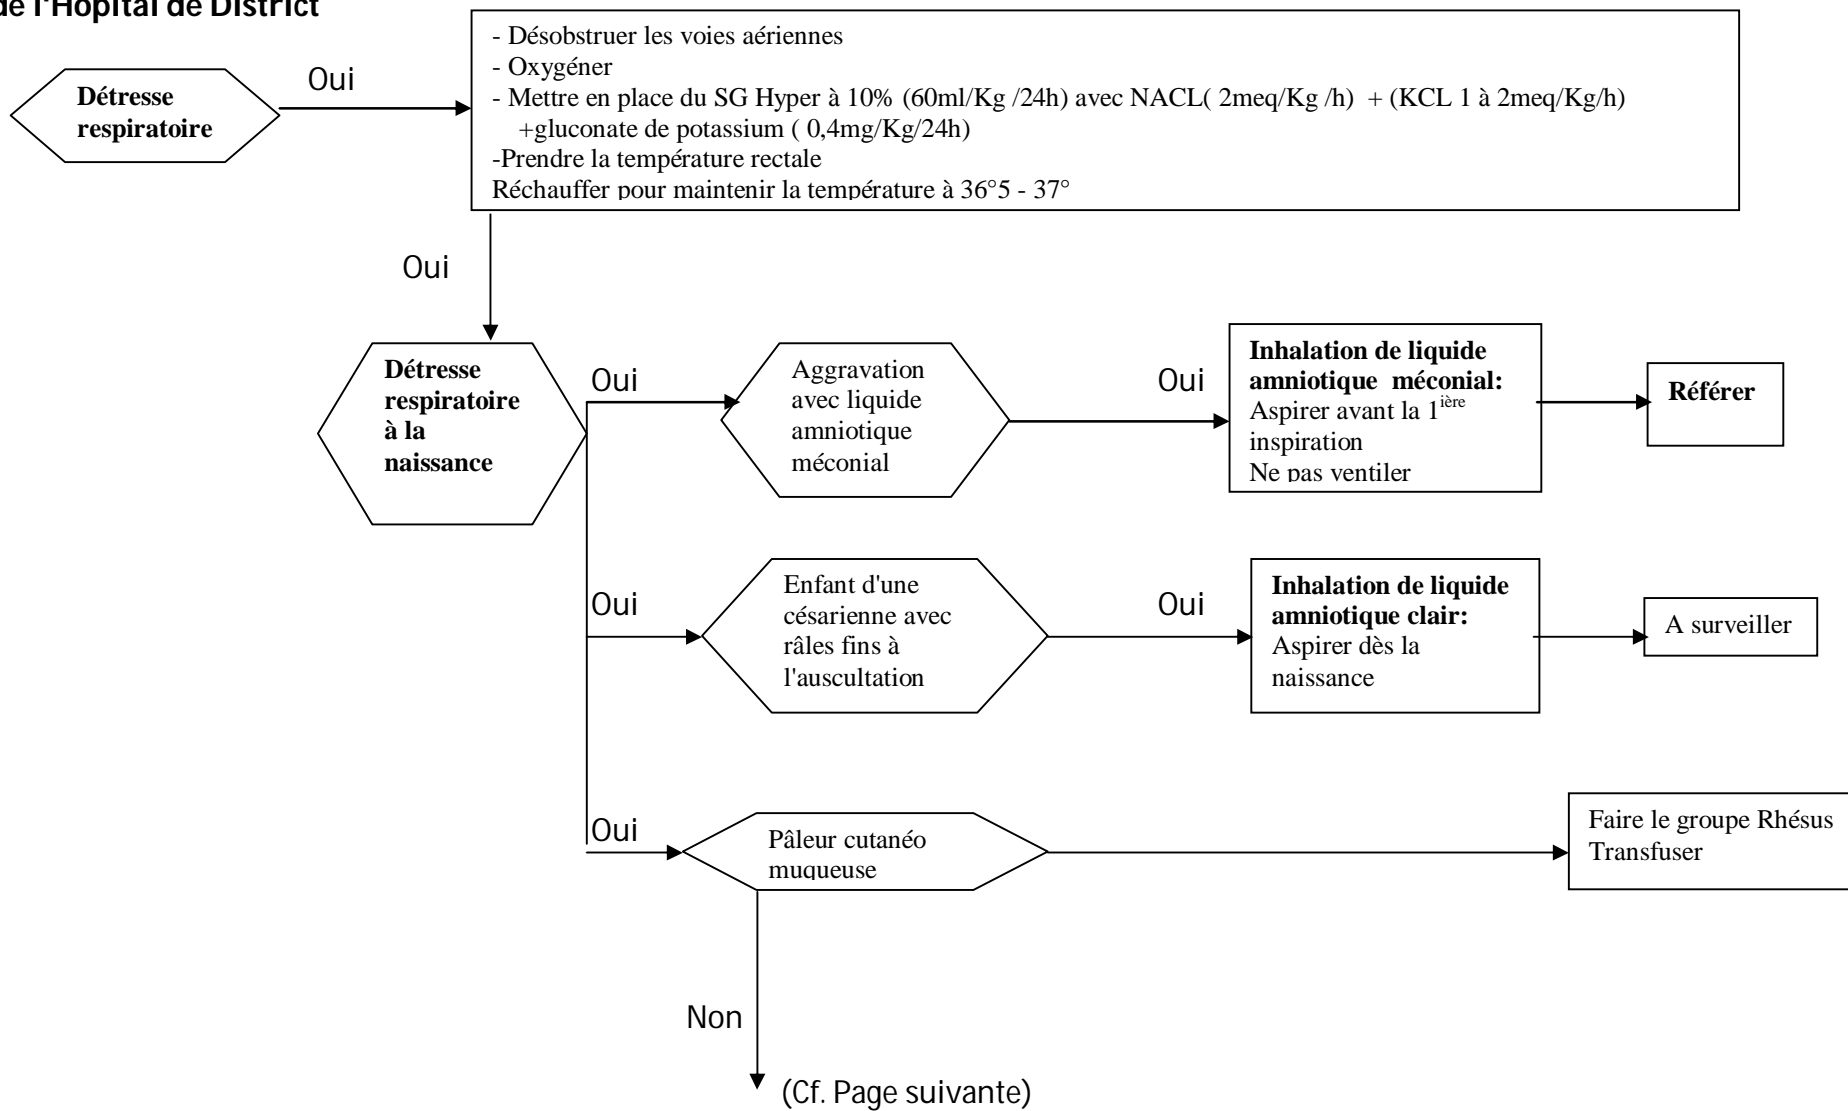 de l'Hôpital de District
- Désobstruer les voies aériennes
- Oxygéner
- Mettre en place du SG Hyper à 10% (60ml/Kg /24h) avec NACL( 2meq/Kg /h)  + (KCL 1 à 2meq/Kg/h)
+gluconate de potassium ( 0,4mg/Kg/24h)
-Prendre la température rectale
Réchauffer pour maintenir la température à 36°5 - 37°
Oui
Détresse
respiratoire
Oui
Détresse
respiratoire
à la
naissance
Oui
Aggravation
avec liquide
amniotique
méconial
Oui
Inhalation de liquide
amniotique  méconial:
Aspirer avant la 1ière
inspiration
Ne pas ventiler
Référer
Oui
Enfant d'une
césarienne avec
râles fins à
l'auscultation
Oui
Inhalation de liquide
amniotique clair:
Aspirer dès la
naissance
A surveiller
Oui
Pâleur cutanéo
muqueuse
Faire le groupe Rhésus
Transfuser
Non
(Cf. Page suivante)